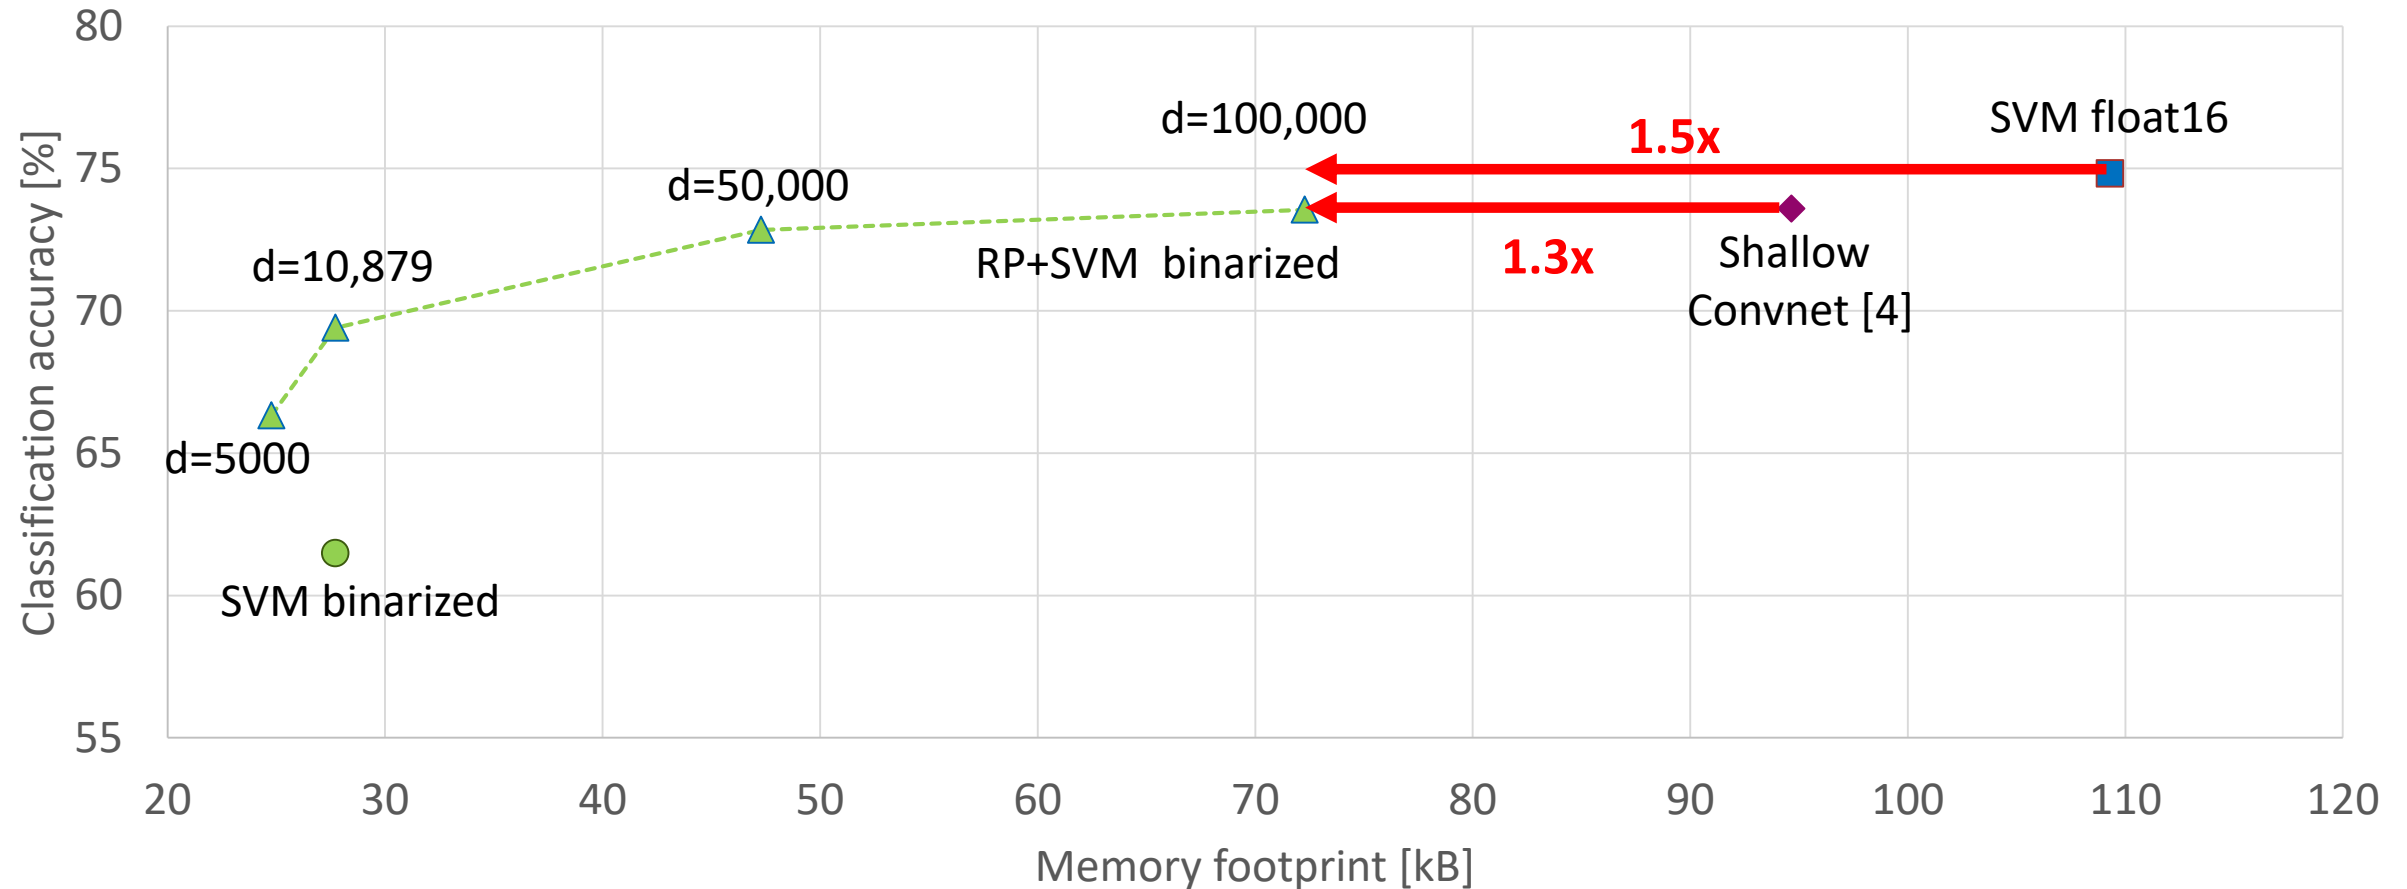 80
75
70
65
60
55
Classification accuracy [%]
d=100,000
SVM float16
1.5x
d=50,000
d=10,879
RP+SVM  binarized
1.3x
Shallow
Convnet [4]
d=5000
SVM binarized
20 30 40 50 60 70 80 90 100 110 120
Memory footprint [kB]